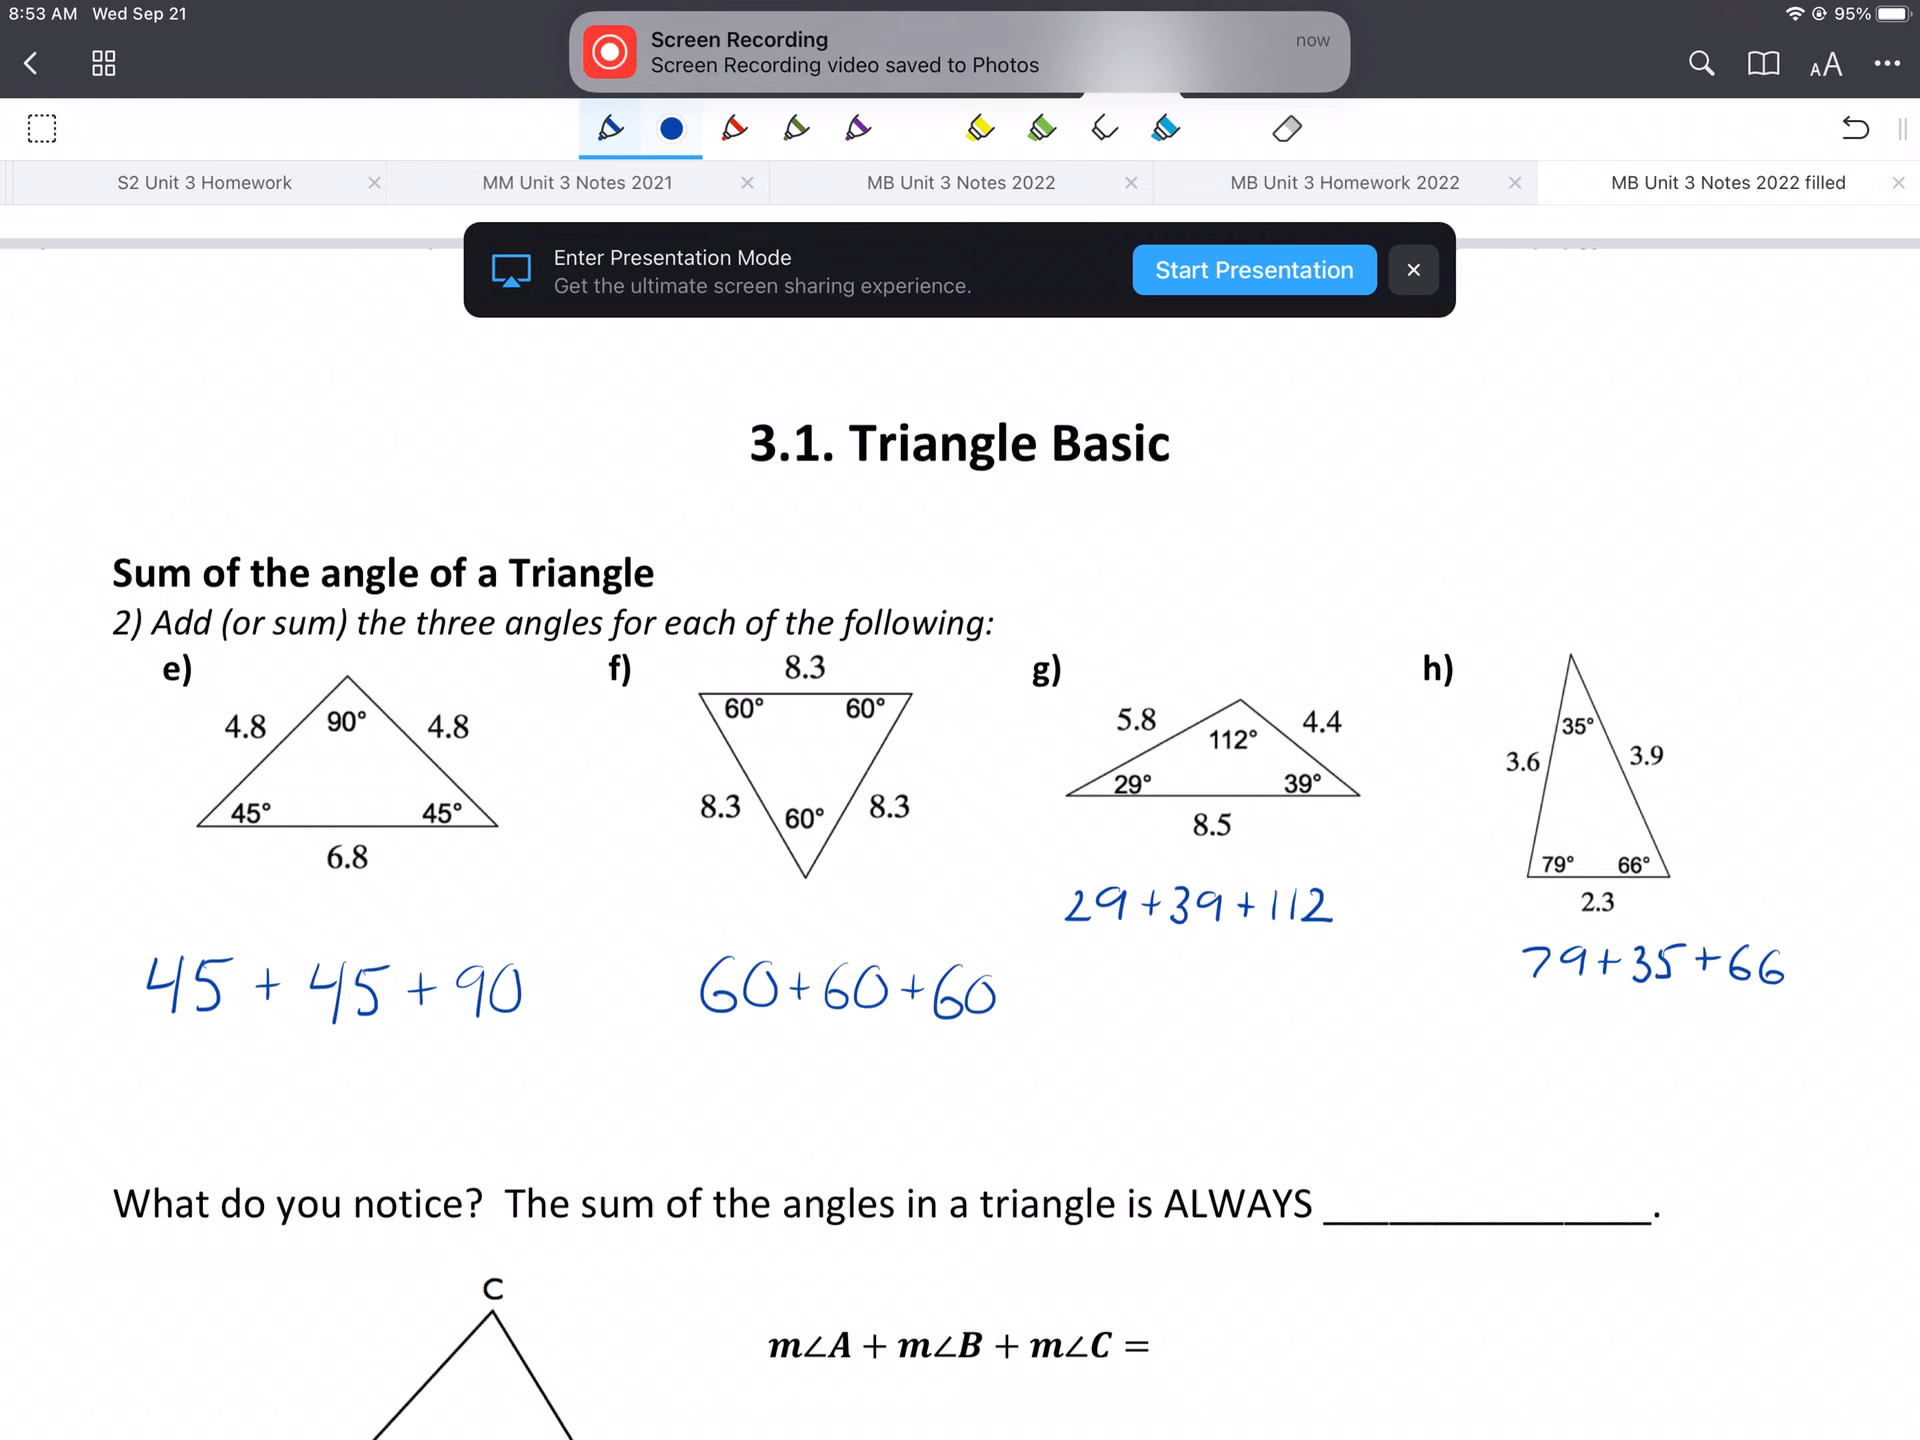 8:53 AM Wed Sep 21
95%
Screen Recording now
Screen Recording video saved to Photos
AA
S2 Unit 3 Homework MM Unit 3 Notes 2021 MB Unit 3 Notes 2022 MB Unit 3 Homework 2022 MB Unit 3 Notes 2022 filled
Enter Presentation Mode
Get the ultimate screen sharing experience.
Start Presentation
3.1. Triangle Basic
Sum of the angle of a Triangle
2) Add (or sum) the three angles for each of the following:
e)
4.8 90° 4.8
45° 45°
6.8
45 + 45 + 90
f)
8.3
60° 60°
8.3 60° 8.3
60+60+60
g)
5.8 112° 4.4
29° 39°
8.5
29+39+112
h)
35°
3.6 3.9
79° 66°
2.3
79+35+66
What do you notice? The sum of the angles in a triangle is ALWAYS _______________.
C
m∠A + m∠B + m∠C =